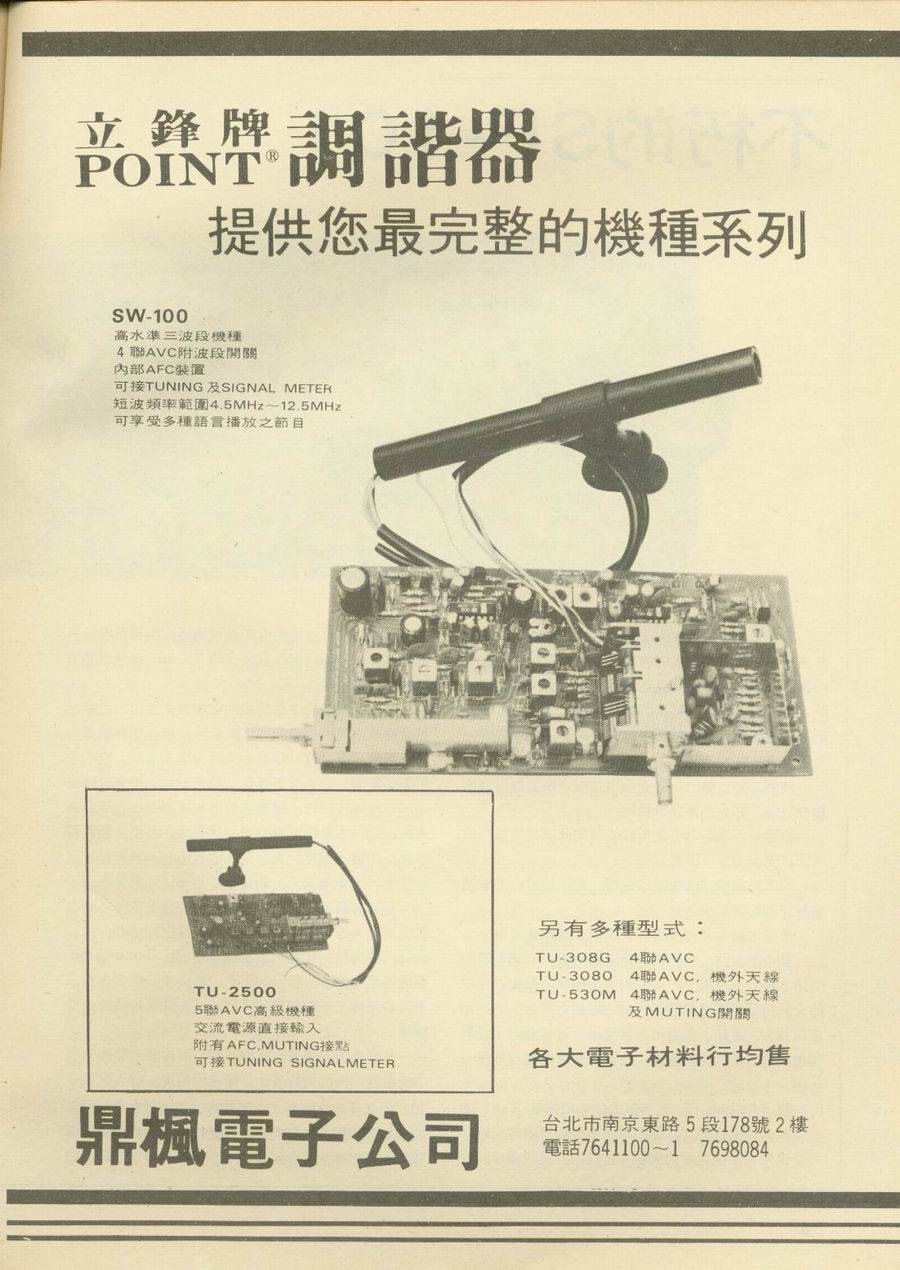 立鋒牌
POINT® 調諧器
提供您最完整的機種系列
SW-100
高水準三波段機種
4 聯AVC附波段開關
內部AFC裝置
可接TUNING 及SIGNAL METER
短波頻率範圍4.5MHz～12.5MHz
可享受多種語言播放之節目
TU-2500
5聯AVC高級機種
交流電源直接輸入
附有AFC,MUTING接點
可接TUNING SIGNALMETER
另有多種型式：
TU-308G 4聯AVC
TU-3080 4聯AVC, 機外天線
TU-530M 4聯AVC, 機外天線
及MUTING開關
各大電子材料行均售
鼎楓電子公司
台北市南京東路 5 段178號 2 樓
電話7641100～1 7698084